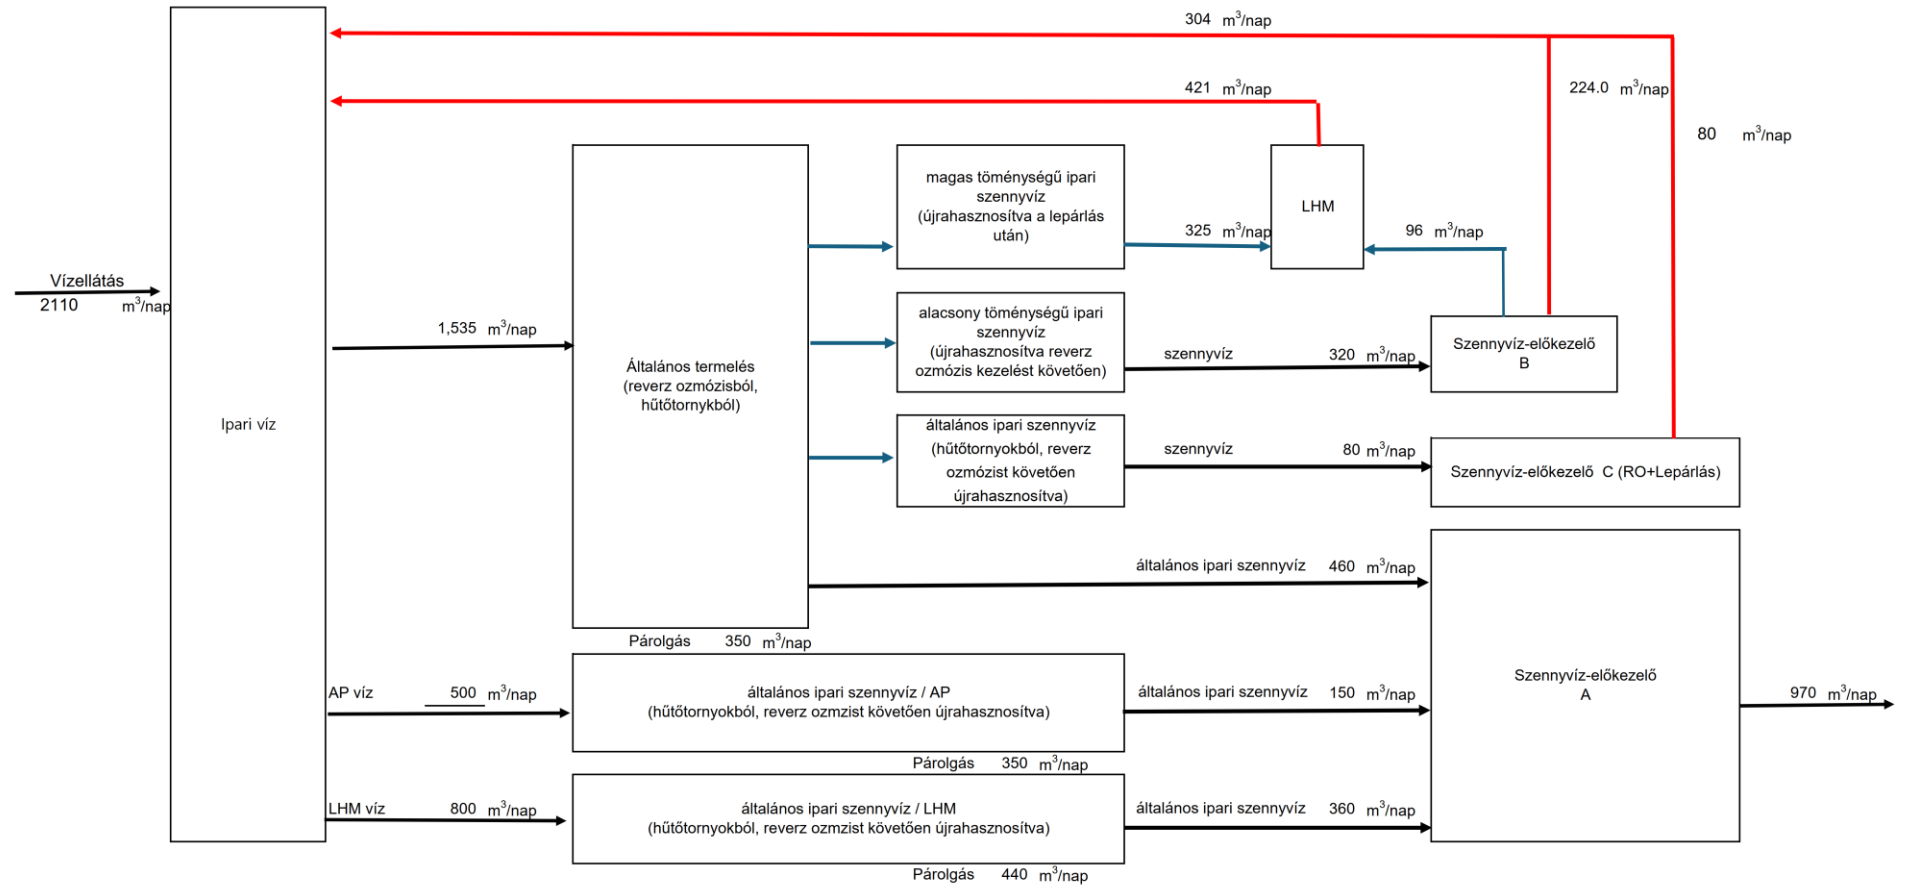 304 m³/nap
421 m³/nap
224.0 m³/nap
80 m³/nap
magas töménységű ipari
szennyvíz
(újrahasznosítva a lepárlás
után)
LHM
325 m³/nap
96 m³/nap
Vízellátás
2110 m³/nap
1,535 m³/nap
alacsony töménységű ipari
szennyvíz
(újrahasznosítva reverz
ozmózis kezelést követően)
szennyvíz 320 m³/nap
Szennyvíz-előkezelő
B
Általános termelés
(reverz ozmózisból,
hűtőtornykból)
Ipari víz
általános ipari szennyvíz
(hűtőtornyokból, reverz
ozmózist követően
újrahasznosítva)
szennyvíz 80 m³/nap
Szennyvíz-előkezelő C (RO+Lepárlás)
általános ipari szennyvíz 460 m³/nap
Párolgás 350 m³/nap
AP víz 500 m³/nap
általános ipari szennyvíz / AP
(hűtőtornyokból, reverz ozmzist követően újrahasznosítva)
általános ipari szennyvíz 150 m³/nap
Szennyvíz-előkezelő
A
970 m³/nap
Párolgás 350 m³/nap
LHM víz 800 m³/nap
általános ipari szennyvíz / LHM
(hűtőtornyokból, reverz ozmzist követően újrahasznosítva)
általános ipari szennyvíz 360 m³/nap
Párolgás 440 m³/nap